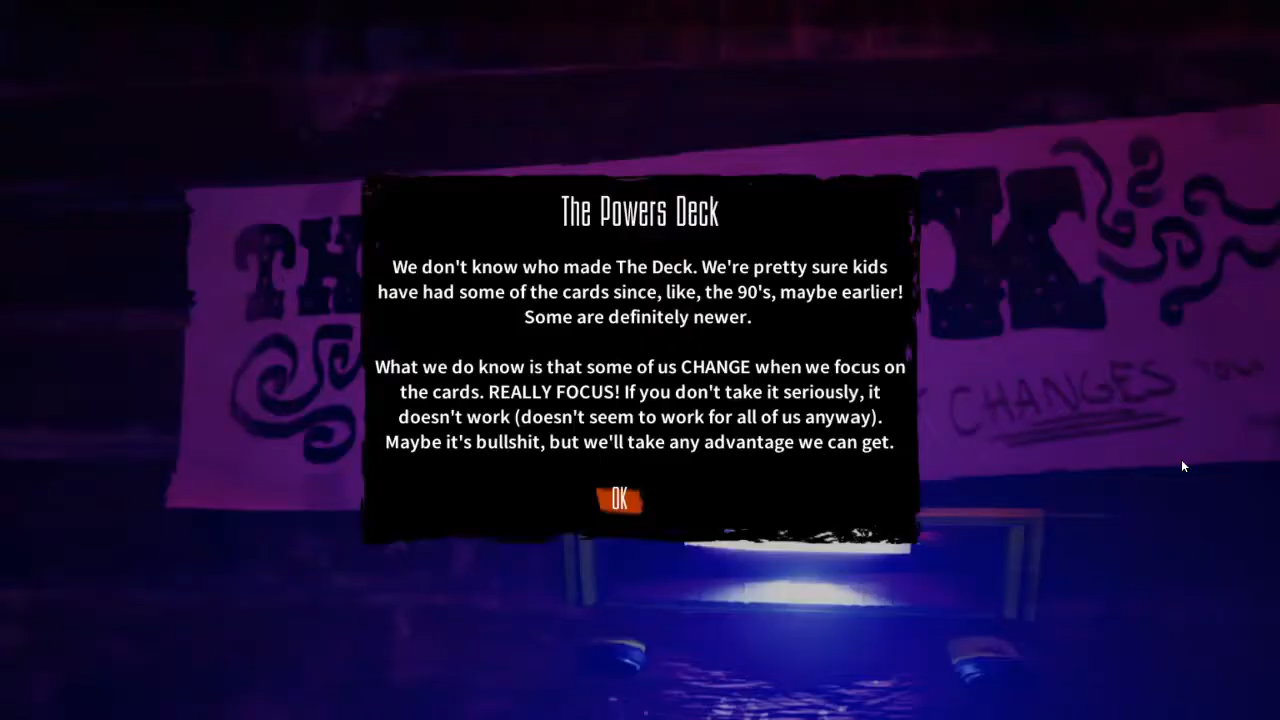 The Powers Deck
We don't know who made The Deck. We're pretty sure kids
have had some of the cards since, like, the 90's, maybe earlier!
Some are definitely newer.
What we do know is that some of us CHANGE when we focus on
the cards. REALLY FOCUS! If you don't take it seriously, it
doesn't work (doesn't seem to work for all of us anyway).
Maybe it's bullshit, but we'll take any advantage we can get.
OK
CHANGES